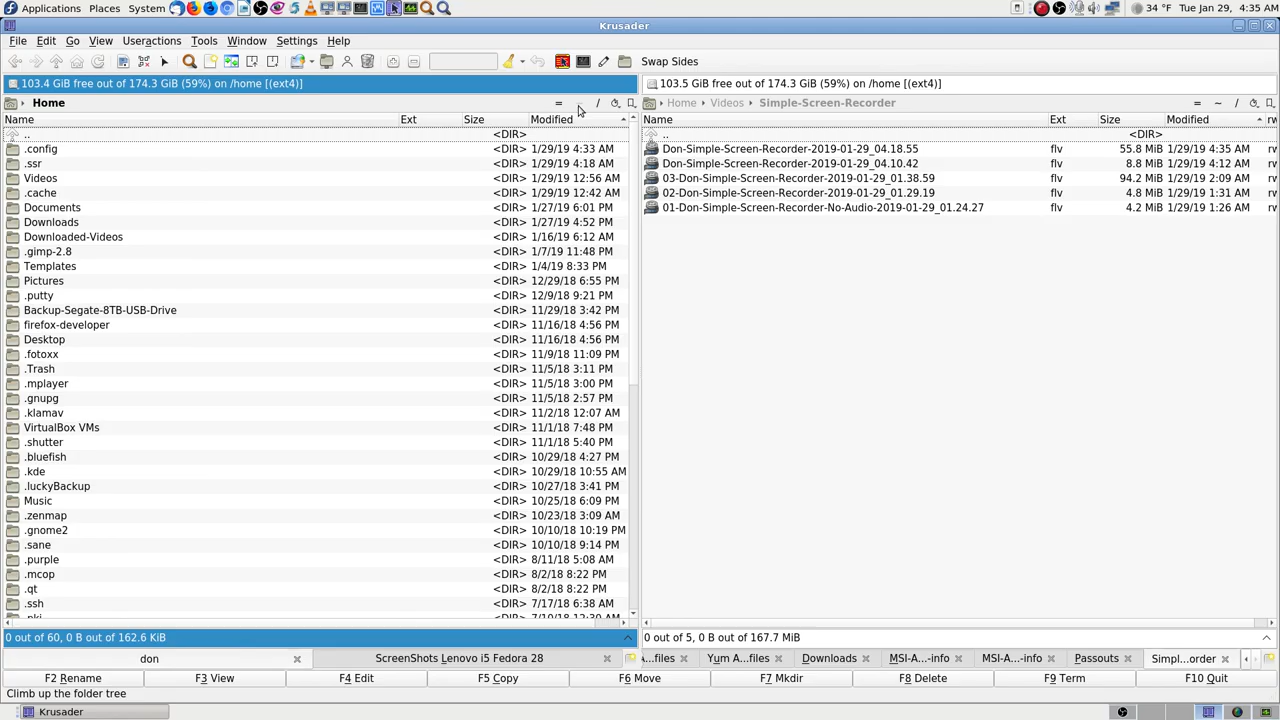 Applications Places System 34 °F Tue Jan 29, 4:35 AM
Krusader
File Edit Go View Useractions Tools Window Settings Help
Swap Sides
103.4 GiB free out of 174.3 GiB (59%) on /home [(ext4)]
Home = /
Name Ext Size Modified
.. <DIR>
.config <DIR> 1/29/19 4:33 AM
.ssr <DIR> 1/29/19 4:18 AM
Videos <DIR> 1/29/19 12:56 AM
.cache <DIR> 1/29/19 12:42 AM
Documents <DIR> 1/27/19 6:01 PM
Downloads <DIR> 1/27/19 4:52 PM
Downloaded-Videos <DIR> 1/16/19 6:12 AM
.gimp-2.8 <DIR> 1/7/19 11:48 PM
Templates <DIR> 1/4/19 8:33 PM
Pictures <DIR> 12/29/18 6:55 PM
.putty <DIR> 12/9/18 9:21 PM
Backup-Segate-8TB-USB-Drive <DIR> 11/29/18 3:42 PM
firefox-developer <DIR> 11/16/18 4:56 PM
Desktop <DIR> 11/16/18 4:56 PM
.fotoxx <DIR> 11/9/18 11:09 PM
.Trash <DIR> 11/5/18 3:11 PM
.mplayer <DIR> 11/5/18 3:00 PM
.gnupg <DIR> 11/5/18 2:57 PM
.klamav <DIR> 11/2/18 12:07 AM
VirtualBox VMs <DIR> 11/1/18 7:48 PM
.shutter <DIR> 11/1/18 5:40 PM
.bluefish <DIR> 10/29/18 4:27 PM
.kde <DIR> 10/29/18 10:55 AM
.luckyBackup <DIR> 10/27/18 3:41 PM
Music <DIR> 10/25/18 6:09 PM
.zenmap <DIR> 10/23/18 3:09 AM
.gnome2 <DIR> 10/10/18 10:19 PM
.sane <DIR> 10/10/18 9:14 PM
.purple <DIR> 8/11/18 5:08 AM
.mcop <DIR> 8/2/18 8:22 PM
.qt <DIR> 8/2/18 8:22 PM
.ssh <DIR> 7/17/18 6:38 AM
.pki <DIR> 7/10/18 12:30 AM
0 out of 60, 0 B out of 162.6 KiB
don ScreenShots Lenovo i5 Fedora 28
103.5 GiB free out of 174.3 GiB (59%) on /home [(ext4)]
Home Videos Simple-Screen-Recorder = ~ /
Name Ext Size Modified rw
.. <DIR>
Don-Simple-Screen-Recorder-2019-01-29_04.18.55 flv 55.8 MiB 1/29/19 4:35 AM rw
Don-Simple-Screen-Recorder-2019-01-29_04.10.42 flv 8.8 MiB 1/29/19 4:12 AM rw
03-Don-Simple-Screen-Recorder-2019-01-29_01.38.59 flv 94.2 MiB 1/29/19 2:09 AM rw
02-Don-Simple-Screen-Recorder-2019-01-29_01.29.19 flv 4.8 MiB 1/29/19 1:31 AM rw
01-Don-Simple-Screen-Recorder-No-Audio-2019-01-29_01.24.27 flv 4.2 MiB 1/29/19 1:26 AM rw
0 out of 5, 0 B out of 167.7 MiB
A...files Yum A...files Downloads MSI-A...-info MSI-A...-info Passouts Simpl...order
F2 Rename F3 View F4 Edit F5 Copy F6 Move F7 Mkdir F8 Delete F9 Term F10 Quit
Climb up the folder tree
Krusader